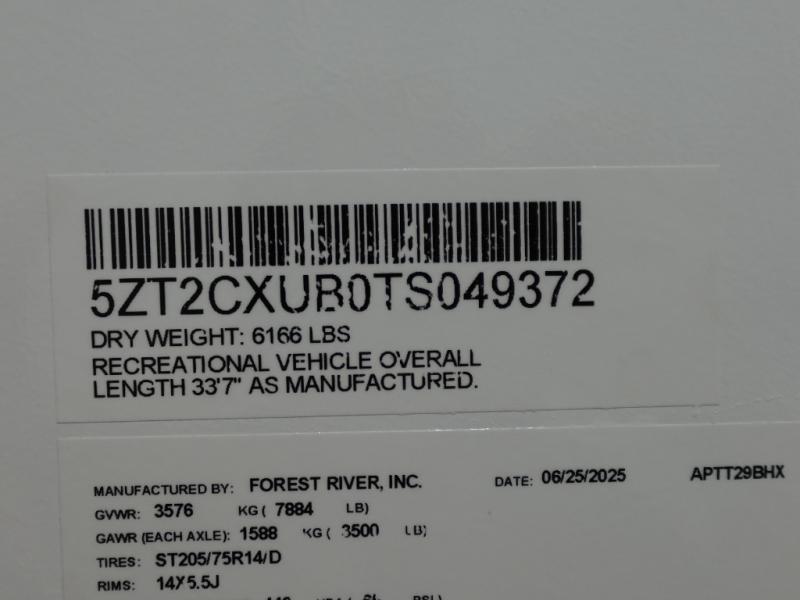 5ZT2CXUB0TS049372
DRY WEIGHT: 6166 LBS
RECREATIONAL VEHICLE OVERALL
LENGTH 33'7" AS MANUFACTURED.
MANUFACTURED BY: FOREST RIVER, INC. DATE: 06/25/2025 APTT29BHX
GVWR: 3576 KG ( 7884 LB)
GAWR (EACH AXLE): 1588 KG ( 3500 LB)
TIRES: ST205/75R14/D
RIMS: 14X5.5J